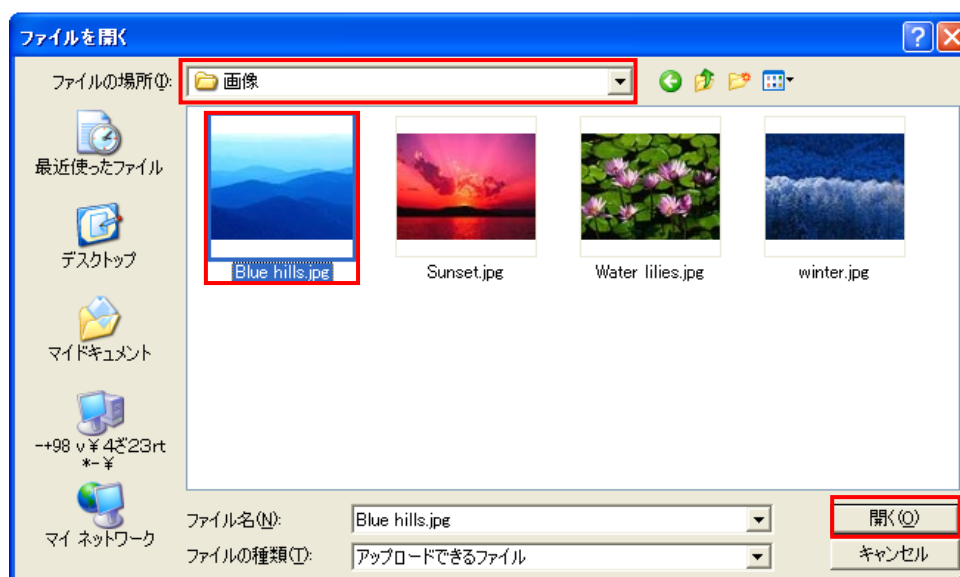 ファイルを開く
ファイルの場所(I):
画像
最近使ったファイル
デスクトップ
マイドキュメント
-+98 v¥4ざ23rt
*-¥
マイ ネットワーク
Blue hills.jpg
Sunset.jpg
Water lilies.jpg
winter.jpg
ファイル名(N):
Blue hills.jpg
開く(O)
ファイルの種類(T):
アップロードできるファイル
キャンセル